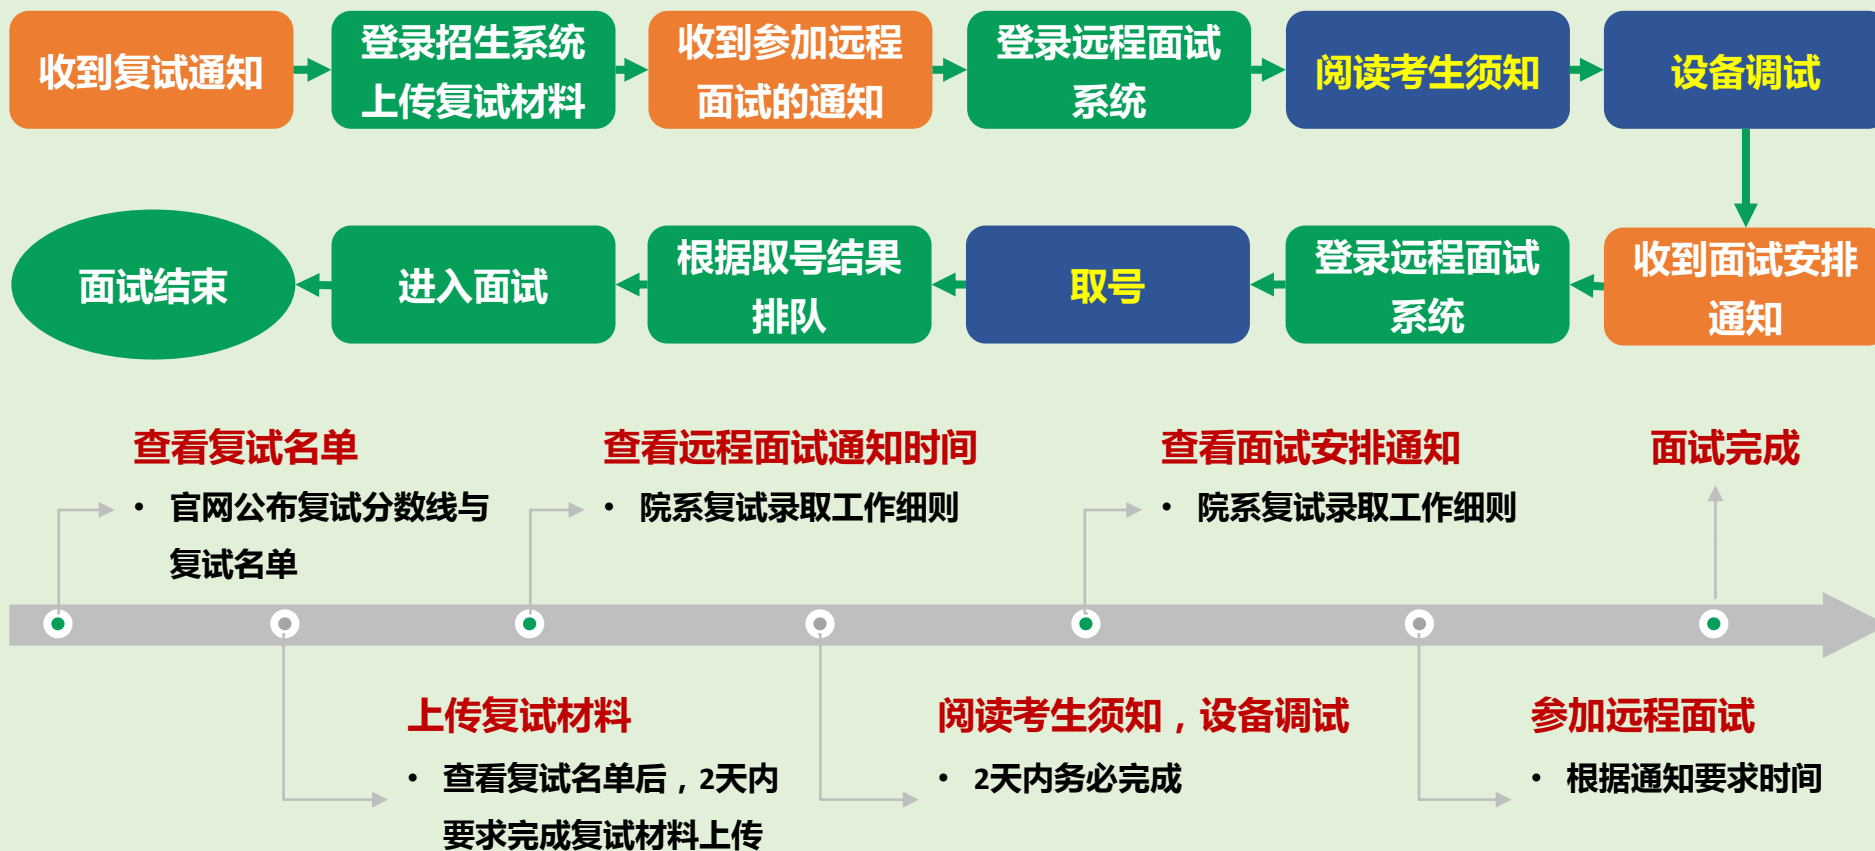 收到复试通知
登录招生系统
上传复试材料
收到参加远程
面试的通知
登录远程面试
系统
阅读考生须知
设备调试
收到面试安排
通知
登录远程面试
系统
取号
根据取号结果
排队
进入面试
面试结束
查看复试名单
• 官网公布复试分数线与
复试名单
查看远程面试通知时间
• 院系复试录取工作细则
查看面试安排通知
• 院系复试录取工作细则
面试完成
上传复试材料
• 查看复试名单后，2天内
要求完成复试材料上传
阅读考生须知，设备调试
• 2天内务必完成
参加远程面试
• 根据通知要求时间